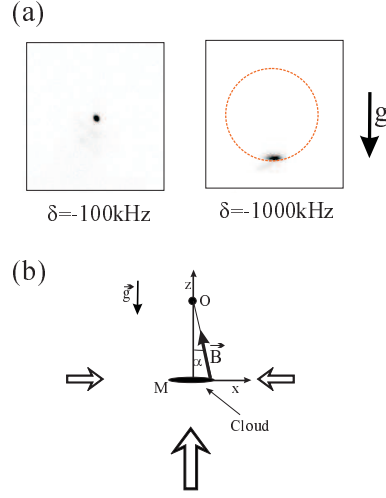 (a)
g
δ=-100kHz δ=-1000kHz
(b)
g z O
α B
M x
Cloud